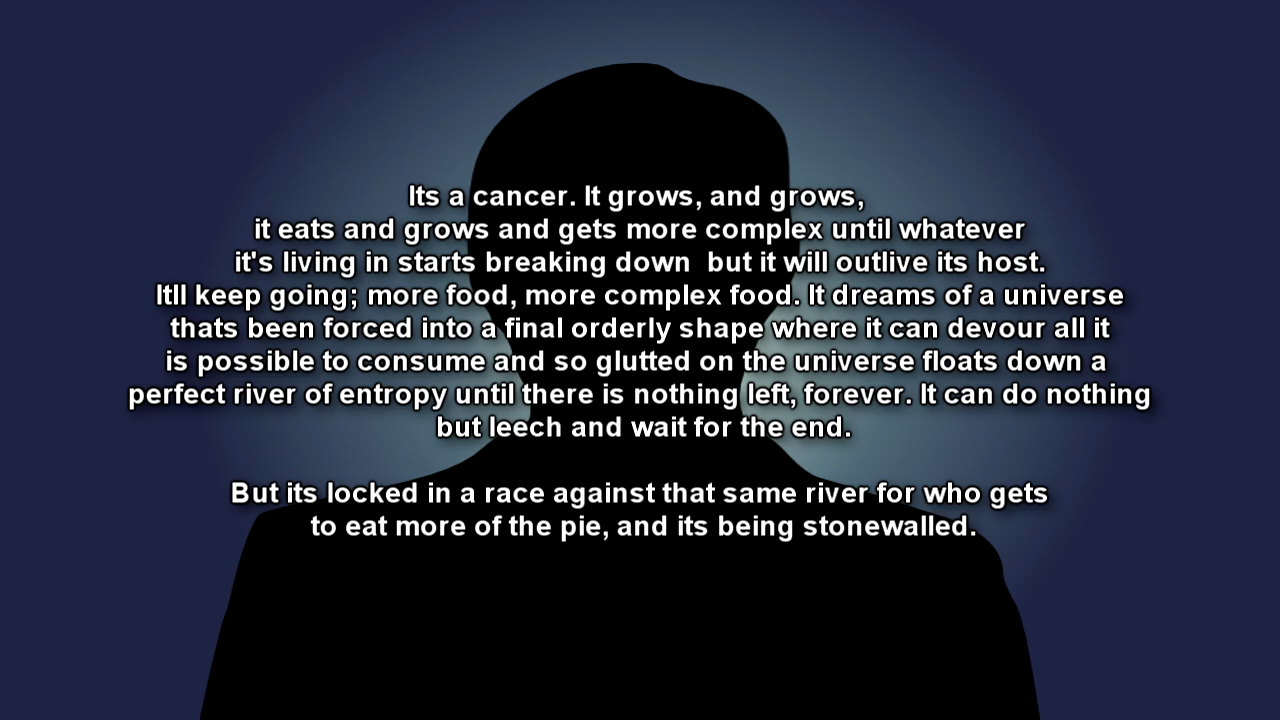 Its a cancer. It grows, and grows,
it eats and grows and gets more complex until whatever
it's living in starts breaking down  but it will outlive its host.
Itll keep going; more food, more complex food. It dreams of a universe
thats been forced into a final orderly shape where it can devour all it
is possible to consume and so glutted on the universe floats down a
perfect river of entropy until there is nothing left, forever. It can do nothing
but leech and wait for the end.
But its locked in a race against that same river for who gets
to eat more of the pie, and its being stonewalled.